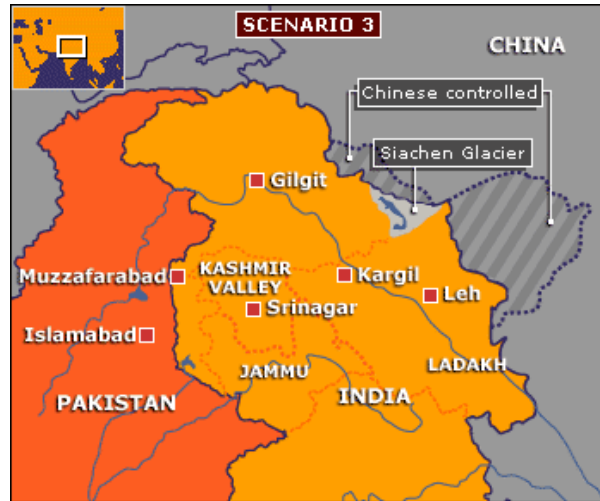 SCENARIO 3
CHINA
Chinese controlled
Siachen Glacier
Gilgit
Muzzafarabad
KASHMIR
VALLEY
Kargil
Leh
Srinagar
Islamabad
JAMMU
LADAKH
PAKISTAN
INDIA